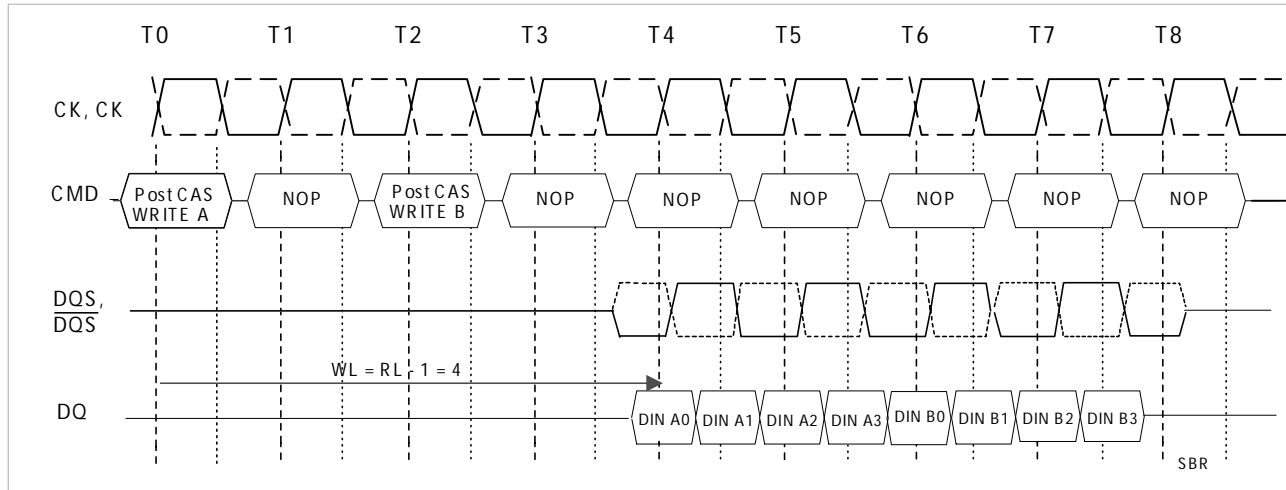 T0 T1 T2 T3 T4 T5 T6 T7 T8
CK, CK
CMD
Post CAS
WRITE A
NOP
Post CAS
WRITE B
NOP
NOP
NOP
NOP
NOP
NOP
DQS,
DQS
WL = RL - 1 = 4
DQ
DIN A0 DIN A1 DIN A2 DIN A3 DIN B0 DIN B1 DIN B2 DIN B3
SBR